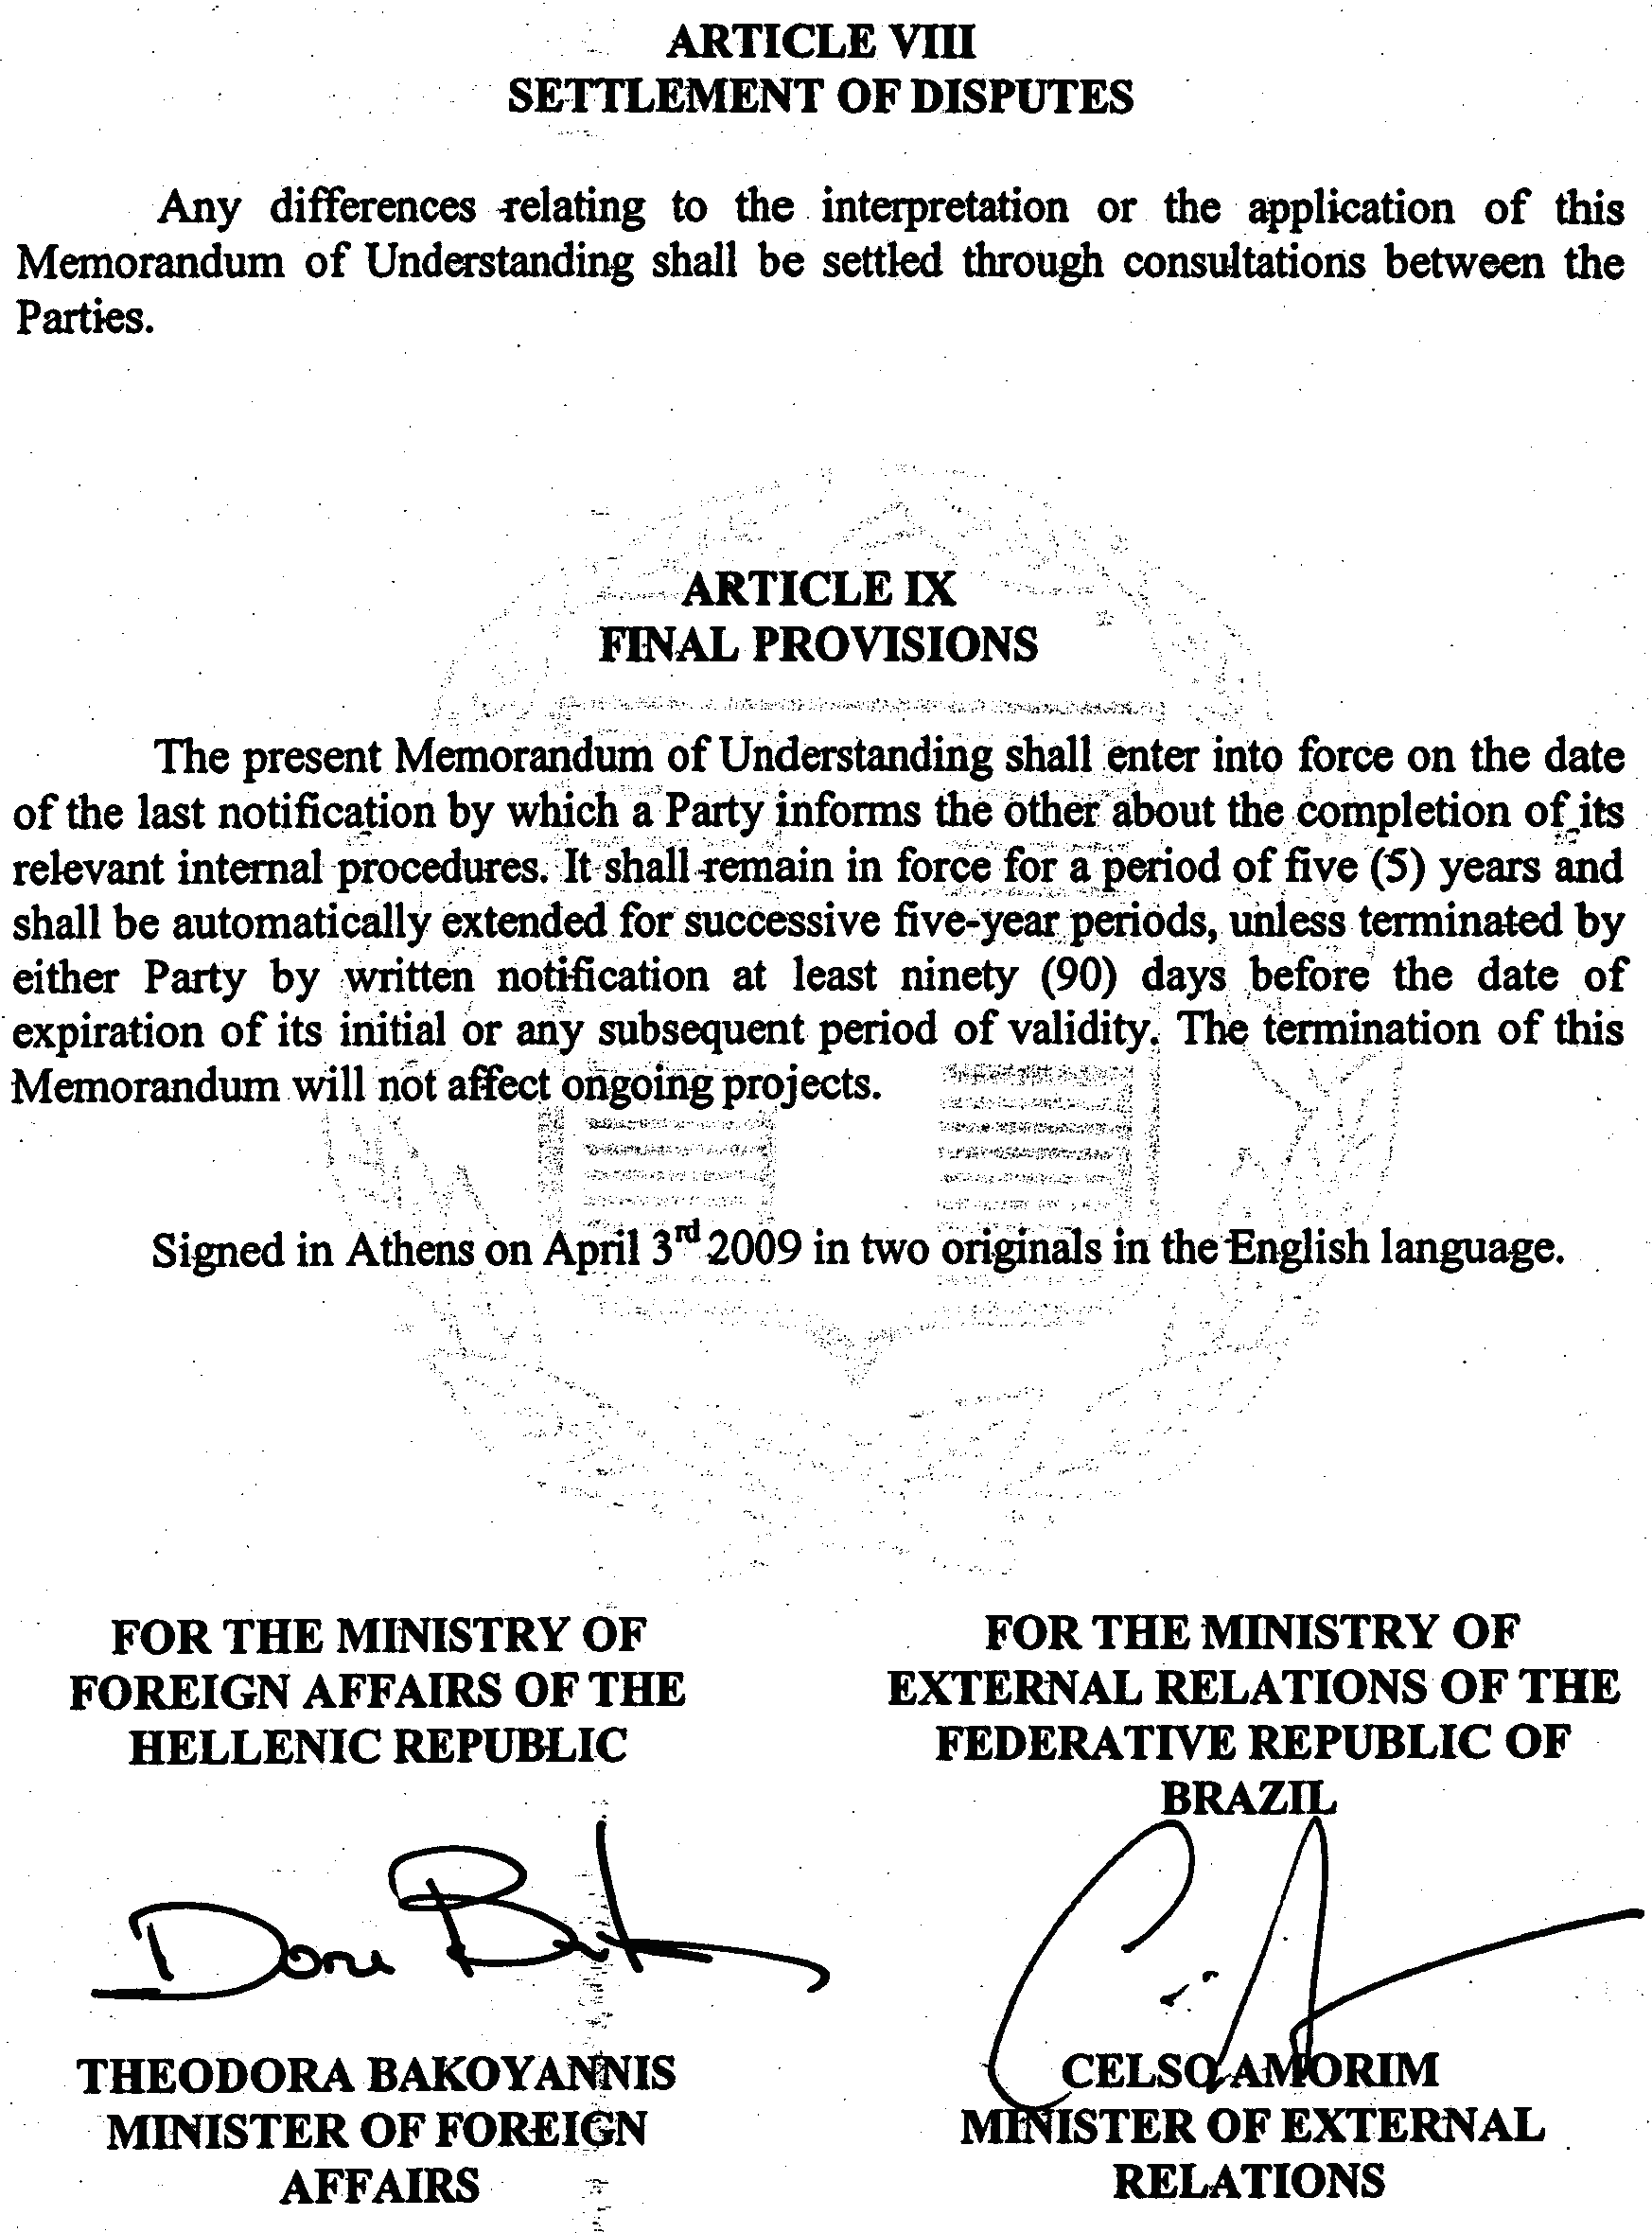 ARTICLE VIII
SETTLEMENT OF DISPUTES
Any differences relating to the interpretation or the application of this
Memorandum of Understanding shall be settled through consultations between the
Parties.
ARTICLE IX
FINAL PROVISIONS
The present Memorandum of Understanding shall enter into force on the date
of the last notification by which a Party informs the other about the completion of its
relevant internal procedures. It shall remain in force for a period of five (5) years and
shall be automatically extended for successive five-year periods, unless terminated by
either Party by written notification at least ninety (90) days before the date of
expiration of its initial or any subsequent period of validity. The termination of this
Memorandum will not affect ongoing projects.
Signed in Athens on April 3rd 2009 in two originals in the English language.
FOR THE MINISTRY OF
FOREIGN AFFAIRS OF THE
HELLENIC REPUBLIC
Dora
THEODORA BAKOYANNIS
MINISTER OF FOREIGN
AFFAIRS
FOR THE MINISTRY OF
EXTERNAL RELATIONS OF THE
FEDERATIVE REPUBLIC OF
BRAZIL
CELSO AMORIM
MINISTER OF EXTERNAL
RELATIONS